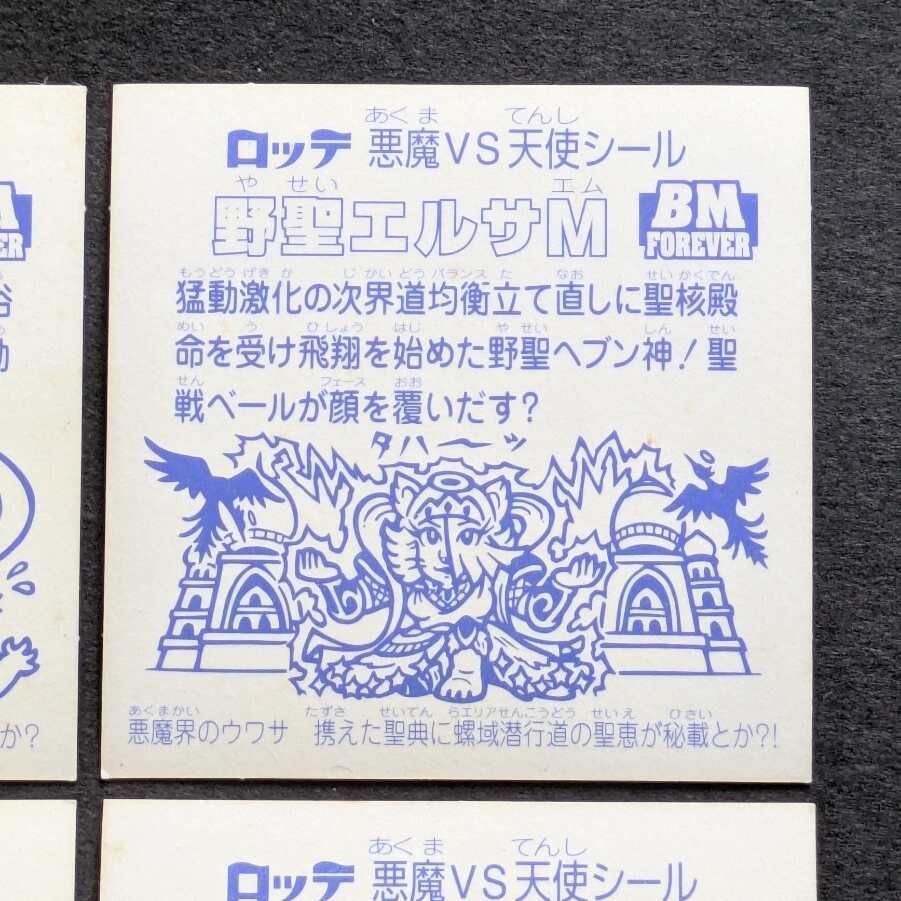 あくま てんし
ロッテ 悪魔VS天使シール
やせい エム
野聖エルサM
BM
FOREVER
もうどうげきか じかいどうバランス た なお せいかくでん
猛動激化の次界道均衡立て直しに聖核殿
めい う ひしょう はじ やせい しん せい
命を受け飛翔を始めた野聖ヘブン神!聖
せん フェース おお
戦ベールが顔を覆いだす?
タハーッ
あくまかい たずさ せいてん らエリアせんこうどう せいえ ひさい
悪魔界のウワサ 携えた聖典に螺域潜行道の聖恵が秘載とか?!
ER
か?
あくま てんし
ロッテ 悪魔VS天使シール